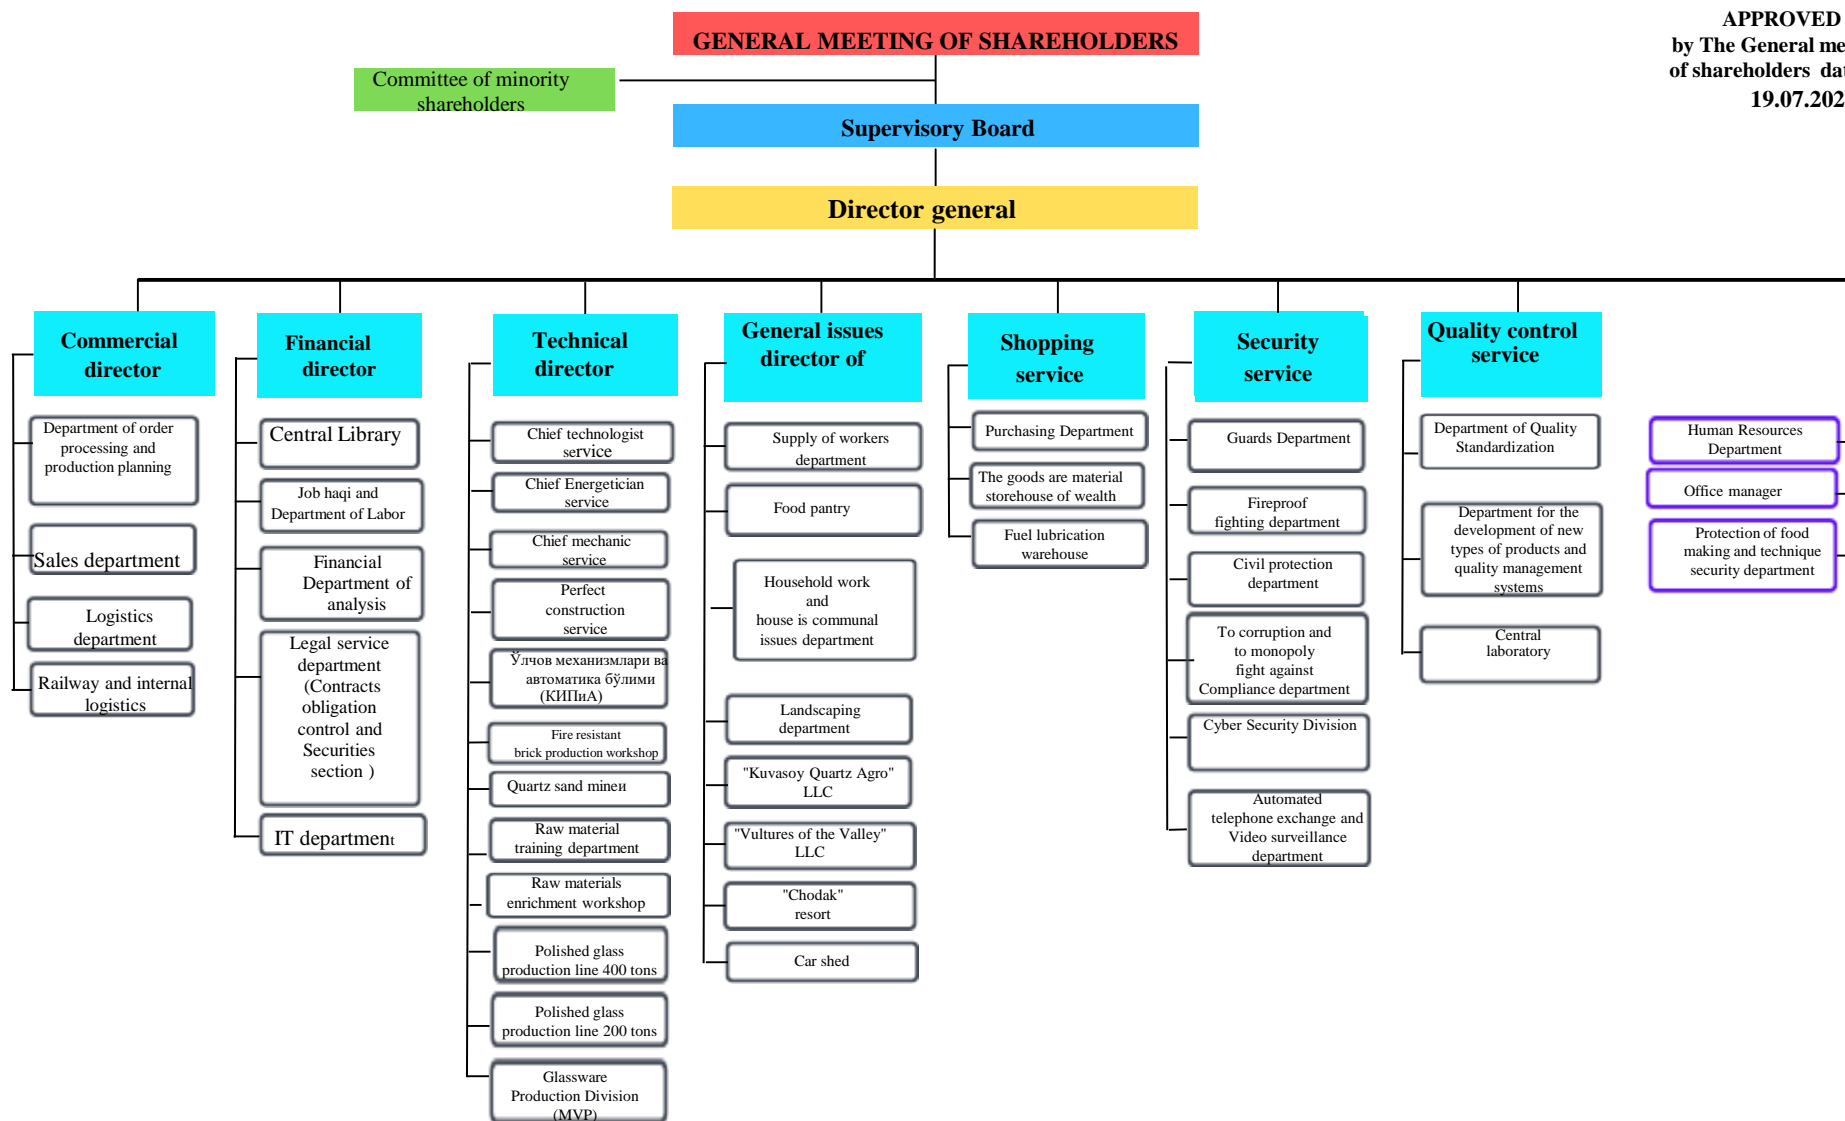 GENERAL MEETING OF SHAREHOLDERS
APPROVED
by The General me
of shareholders dat
19.07.202
Committee of minority
shareholders
Supervisory Board
Director general
Commercial
director
Department of order
processing and
production planning
Sales department
Logistics
department
Railway and internal
logistics
Financial
director
Central Library
Job haqi and
Department of Labor
Financial
Department of
analysis
Legal service
department
(Contracts
obligation
control and
Securities
section )
IT department
Technical
director
Chief technologist
service
Chief Energetician
service
Chief mechanic
service
Perfect
construction
service
Ўлчов механизмлари ва
автоматика бўлими
(КИПиА)
Fire resistant
brick production workshop
Quartz sand mineи
Raw material
training department
Raw materials
enrichment workshop
Polished glass
production line 400 tons
Polished glass
production line 200 tons
Glassware
Production Division
(MVP)
General issues
director of
Supply of workers
department
Food pantry
Household work
and
house is communal
issues department
Landscaping
department
"Kuvasoy Quartz Agro"
LLC
"Vultures of the Valley"
LLC
"Chodak"
resort
Car shed
Shopping
service
Purchasing Department
The goods are material
storehouse of wealth
Fuel lubrication
warehouse
Security
service
Guards Department
Fireproof
fighting department
Civil protection
department
To corruption and
to monopoly
fight against
Compliance department
Cyber Security Division
Automated
telephone exchange and
Video surveillance
department
Quality control
service
Department of Quality
Standardization
Department for the
development of new
types of products and
quality management
systems
Central
laboratory
Human Resources
Department
Office manager
Protection of food
making and technique
security department